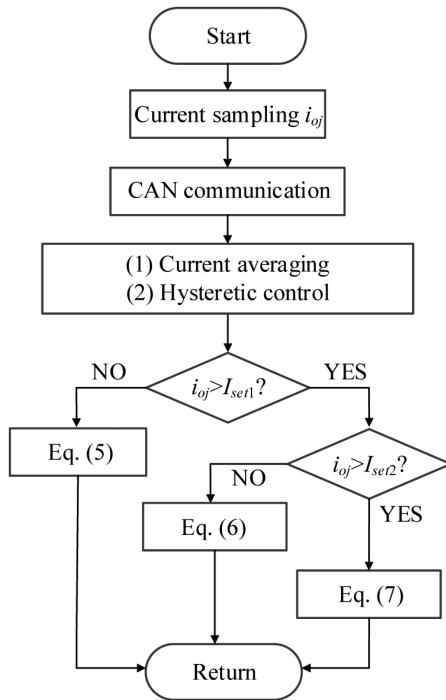 Start
Current sampling i_oj
CAN communication
(1) Current averaging
(2) Hysteretic control
NO
i_oj>I_set1?
YES
Eq. (5)
NO
i_oj>I_set2?
YES
Eq. (6)
Eq. (7)
Return